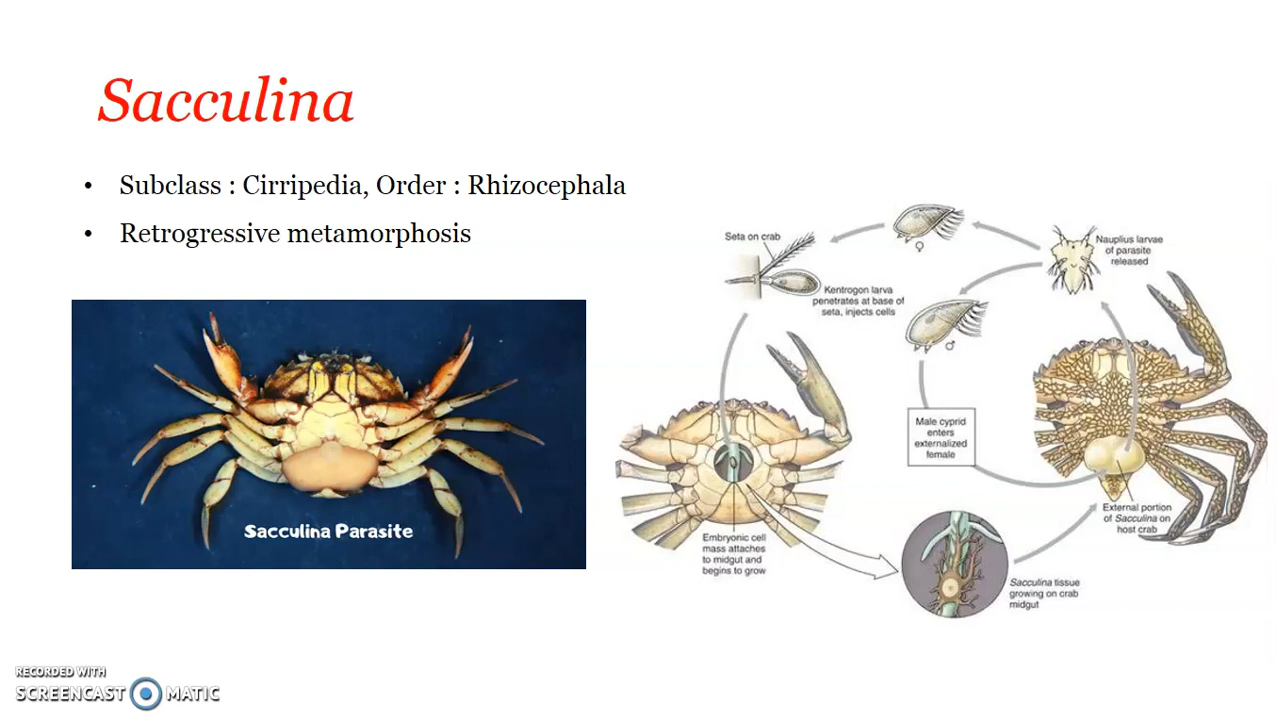 Sacculina
• Subclass : Cirripedia, Order : Rhizocephala
• Retrogressive metamorphosis
Sacculina Parasite
Seta on crab
♀
Nauplius larvae
of parasite
released
Kentrogon larva
penetrates at base of
seta, injects cells
♂
Male cyprid
enters
externalized
female
External portion
of Sacculina on
host crab
Embryonic cell
mass attaches
to midgut and
begins to grow
Sacculina tissue
growing on crab
midgut
RECORDED WITH
SCREENCAST MATIC